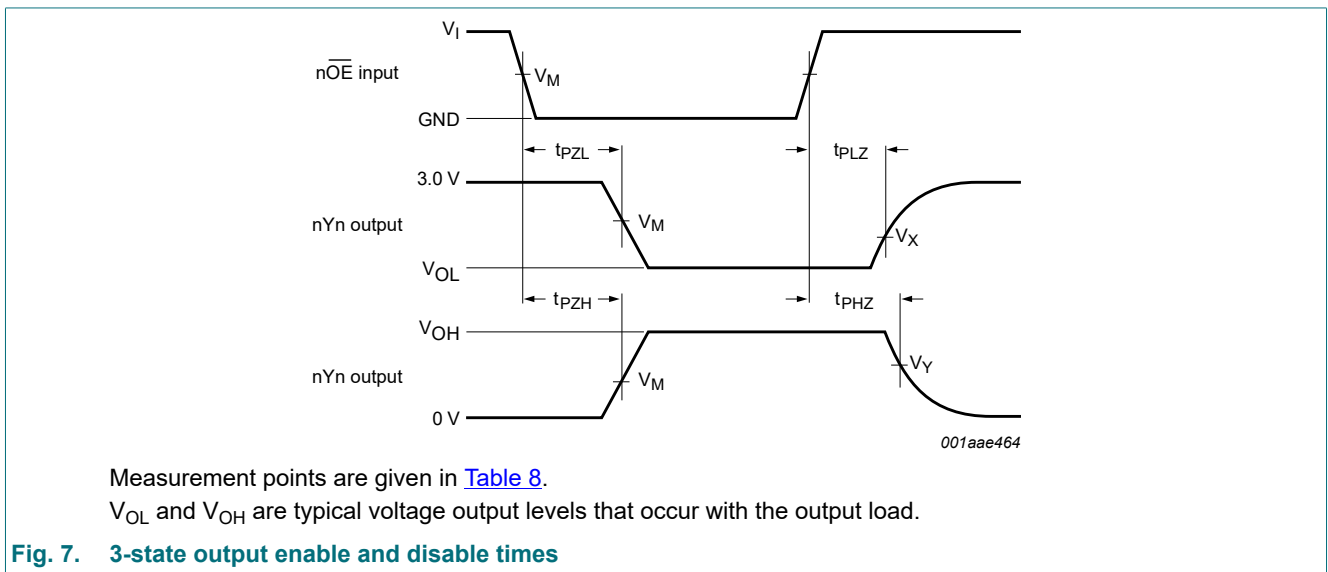 V_I
nOE input
V_M
GND
t_PZL
t_PLZ
3.0 V
nYn output
V_M
V_X
V_OL
t_PZH
t_PHZ
V_OH
nYn output
V_M
V_Y
0 V
001aae464
Measurement points are given in Table 8.
V_OL and V_OH are typical voltage output levels that occur with the output load.
Fig. 7. 3-state output enable and disable times